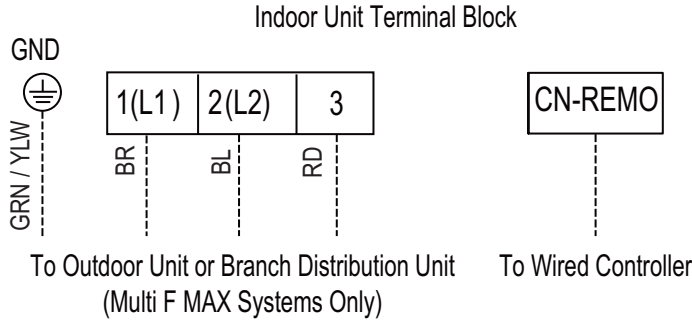 Indoor Unit Terminal Block
GND
1(L1) 2(L2) 3
CN-REMO
GRN / YLW
BR
BL
RD
To Outdoor Unit or Branch Distribution Unit
(Multi F MAX Systems Only)
To Wired Controller